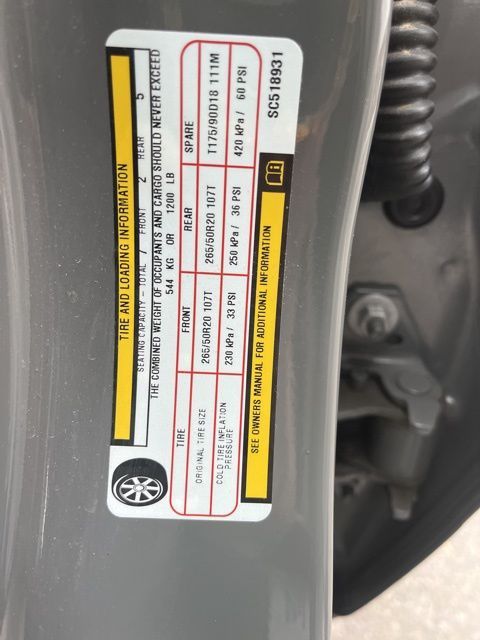 TIRE AND LOADING INFORMATION
SEATING CAPACITY - TOTAL 7 FRONT 2 REAR 5
THE COMBINED WEIGHT OF OCCUPANTS AND CARGO SHOULD NEVER EXCEED
544 KG OR 1200 LB
TIRE FRONT REAR SPARE
ORIGINAL TIRE SIZE 265/50R20 107T 265/50R20 107T T175/90D18 111M
COLD TIRE INFLATION PRESSURE 230 kPa / 33 PSI 250 kPa / 36 PSI 420 kPa / 60 PSI
SEE OWNERS MANUAL FOR ADDITIONAL INFORMATION
SC518931